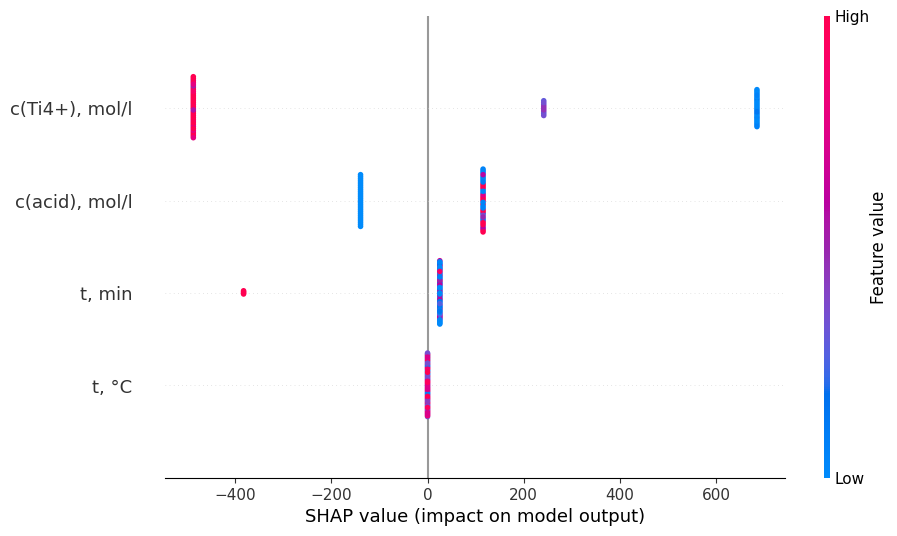 High
c(Ti4+), mol/l
c(acid), mol/l
t, min
t, °C
Feature value
Low
−400 −200 0 200 400 600
SHAP value (impact on model output)